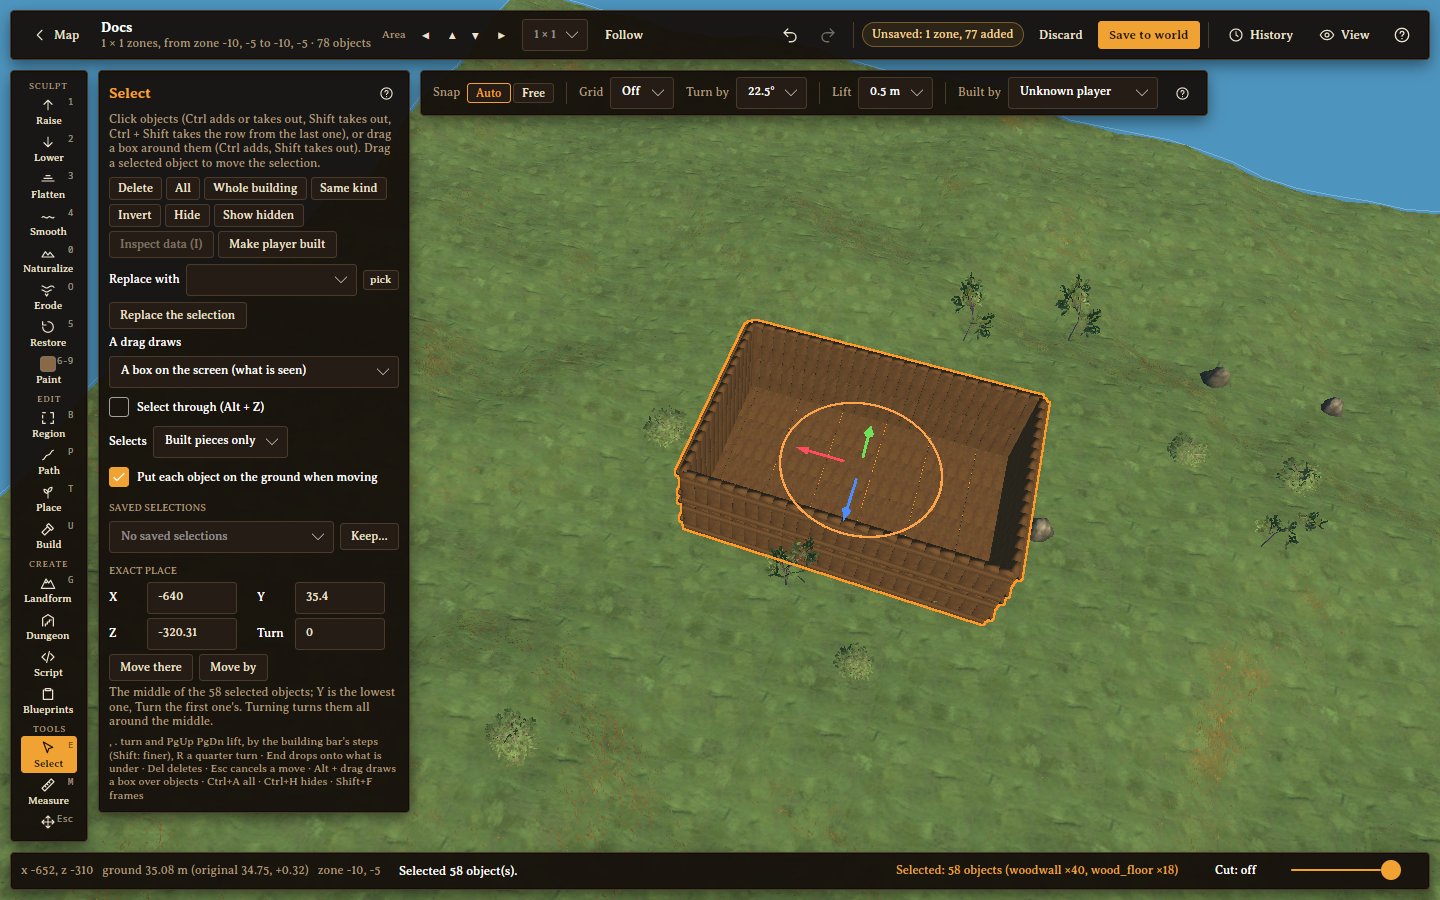 Map
Docs
1 × 1 zones, from zone -10, -5 to -10, -5 · 78 objects
Area
1 × 1
Follow
Unsaved: 1 zone, 77 added
Discard
Save to world
History
View
SCULPT
1
Raise
2
Lower
3
Flatten
4
Smooth
0
Naturalize
O
Erode
5
Restore
6-9
Paint
EDIT
B
Region
P
Path
T
Place
U
Build
CREATE
G
Landform
Dungeon
Script
Blueprints
TOOLS
E
Select
M
Measure
Esc
Select
Click objects (Ctrl adds or takes out, Shift takes out,
Ctrl + Shift takes the row from the last one), or drag
a box around them (Ctrl adds, Shift takes out). Drag
a selected object to move the selection.
Delete All Whole building Same kind
Invert Hide Show hidden
Inspect data (I) Make player built
Replace with pick
Replace the selection
A drag draws
A box on the screen (what is seen)
Select through (Alt + Z)
Selects Built pieces only
Put each object on the ground when moving
SAVED SELECTIONS
No saved selections Keep...
EXACT PLACE
X -640 Y 35.4
Z -320.31 Turn 0
Move there Move by
The middle of the 58 selected objects; Y is the lowest
one, Turn the first one's. Turning turns them all
around the middle.
, . turn and PgUp PgDn lift, by the building bar's steps
(Shift: finer), R a quarter turn · End drops onto what is
under · Del deletes · Esc cancels a move · Alt + drag draws
a box over objects · Ctrl+A all · Ctrl+H hides · Shift+F
frames
Snap Auto Free Grid Off Turn by 22.5° Lift 0.5 m Built by Unknown player
x -652, z -310 ground 35.08 m (original 34.75, +0.32) zone -10, -5 Selected 58 object(s).
Selected: 58 objects (woodwall ×40, wood_floor ×18) Cut: off